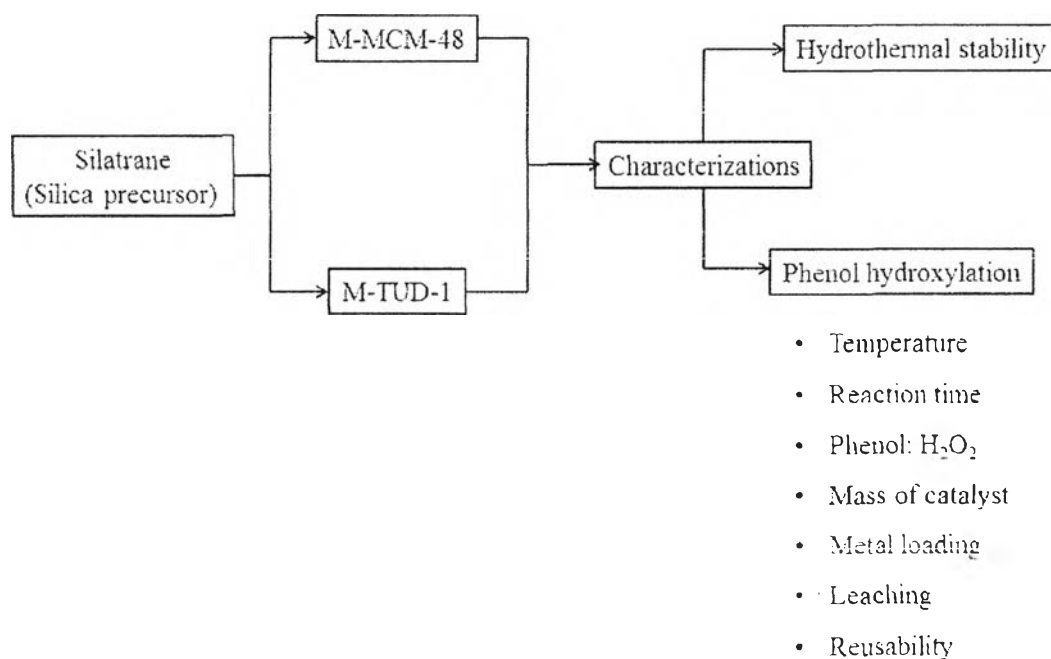 M-MCM-48
Hydrothermal stability
Silatrane
(Silica precursor)
Characterizations
M-TUD-1
Phenol hydroxylation
• Temperature
• Reaction time
• Phenol: H₂O₂
• Mass of catalyst
• Metal loading
• Leaching
• Reusability